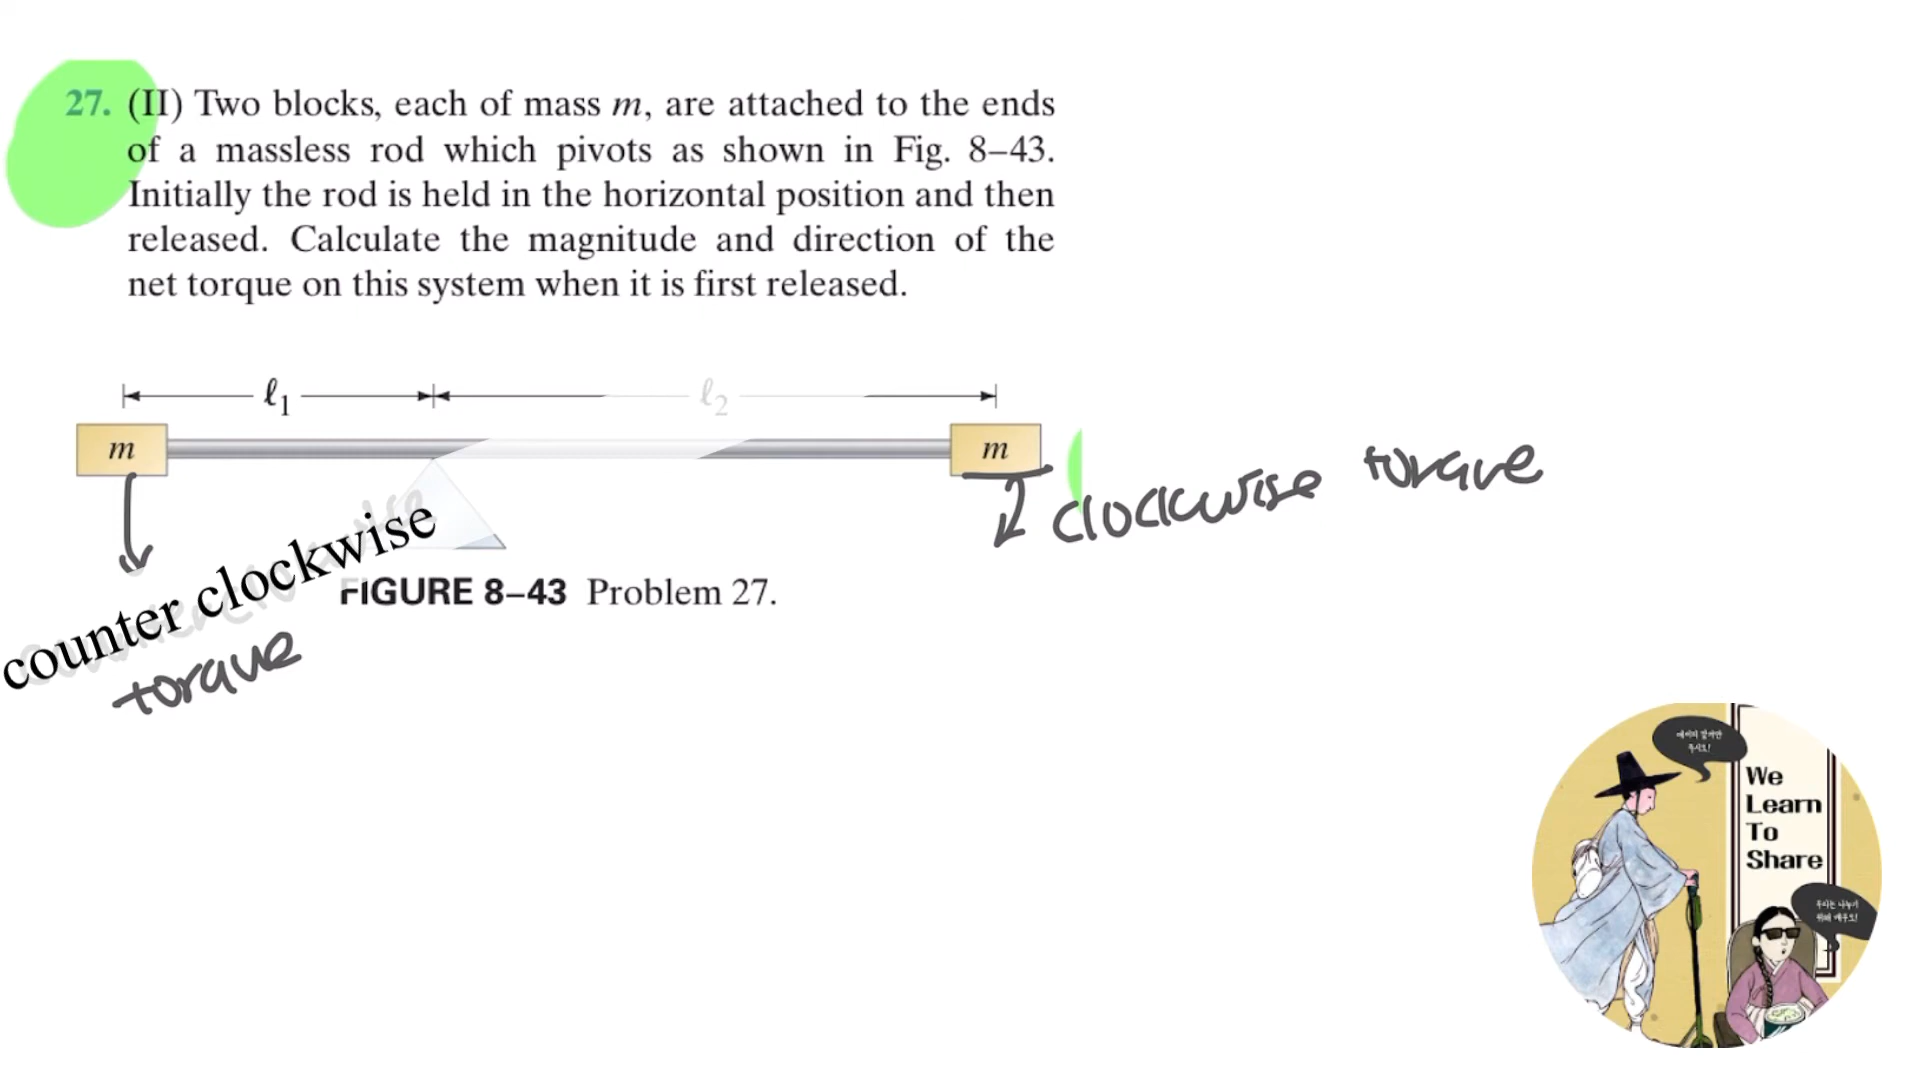 27. (II) Two blocks, each of mass m, are attached to the ends
of a massless rod which pivots as shown in Fig. 8–43.
Initially the rod is held in the horizontal position and then
released. Calculate the magnitude and direction of the
net torque on this system when it is first released.
ℓ1 ℓ2
m m
clockwise torque
counter clockwise
torque
FIGURE 8–43 Problem 27.
We
Learn
To
Share